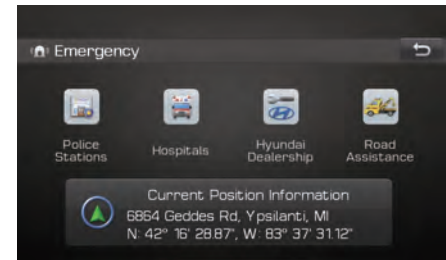 Emergency
Police
Stations
Hospitals
Hyundai
Dealership
Road
Assistance
Current Position Information
6864 Geddes Rd, Ypsilanti, MI
N: 42° 16' 28.87", W: 83° 37' 31.12"